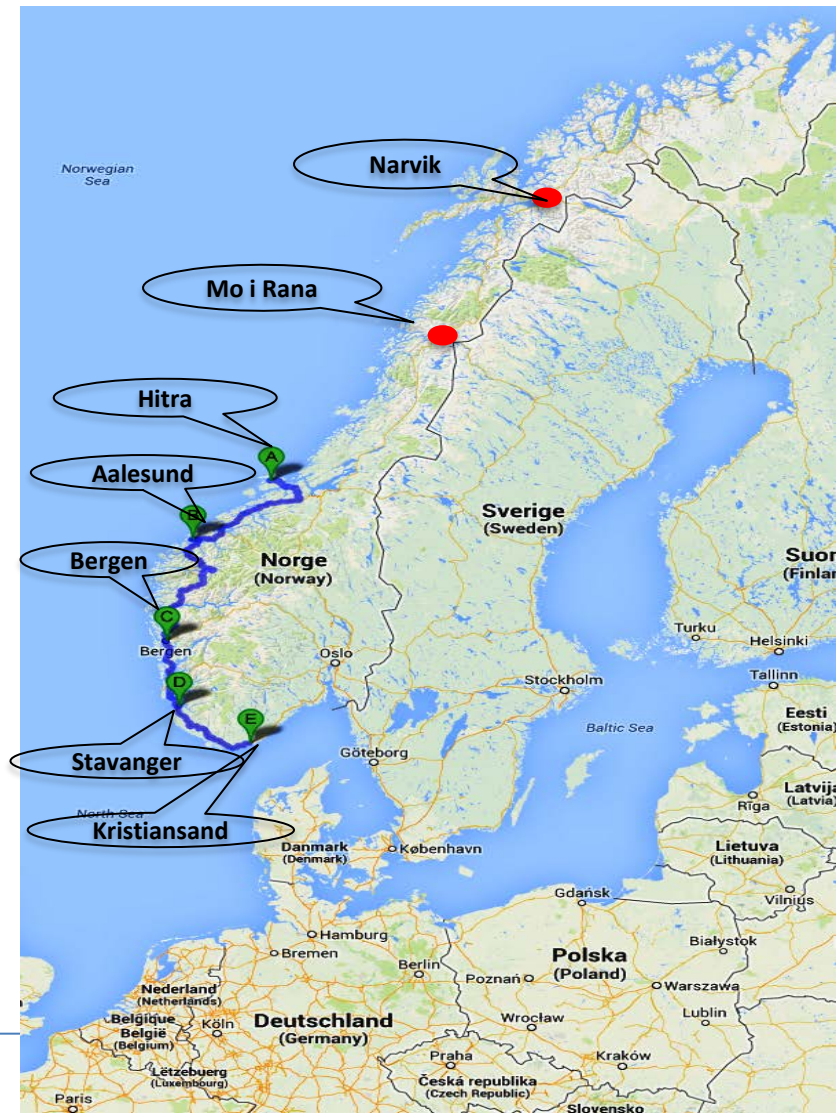 Norwegian
Sea
Narvik
Mo i Rana
Hitra
A
Aalesund
B
Sverige
(Sweden)
Norge
(Norway)
Suor
(Finlan
Bergen
C
Bergen
Oslo
Turku
Helsinki
D
Stockholm
Tallinn
E
Baltic Sea
Eesti
(Estonia)
Stavanger
Göteborg
North Sea
Rīga
Latvija
(Latvia)
Kristiansand
Danmark
(Denmark)
København
Lietuva
(Lithuania)
Vilnius
Gdańsk
Hamburg
Bremen
Berlin
Poznań
Polska
(Poland)
Białystok
Warszawa
Nederland
(Netherlands)
Belgique
België
(Belgium)
Köln
Deutschland
(Germany)
Wrocław
Lublin
Lëtzebuerg
(Luxembourg)
Praha
Kraków
Česká republika
(Czech Republic)
Paris
Slovensko